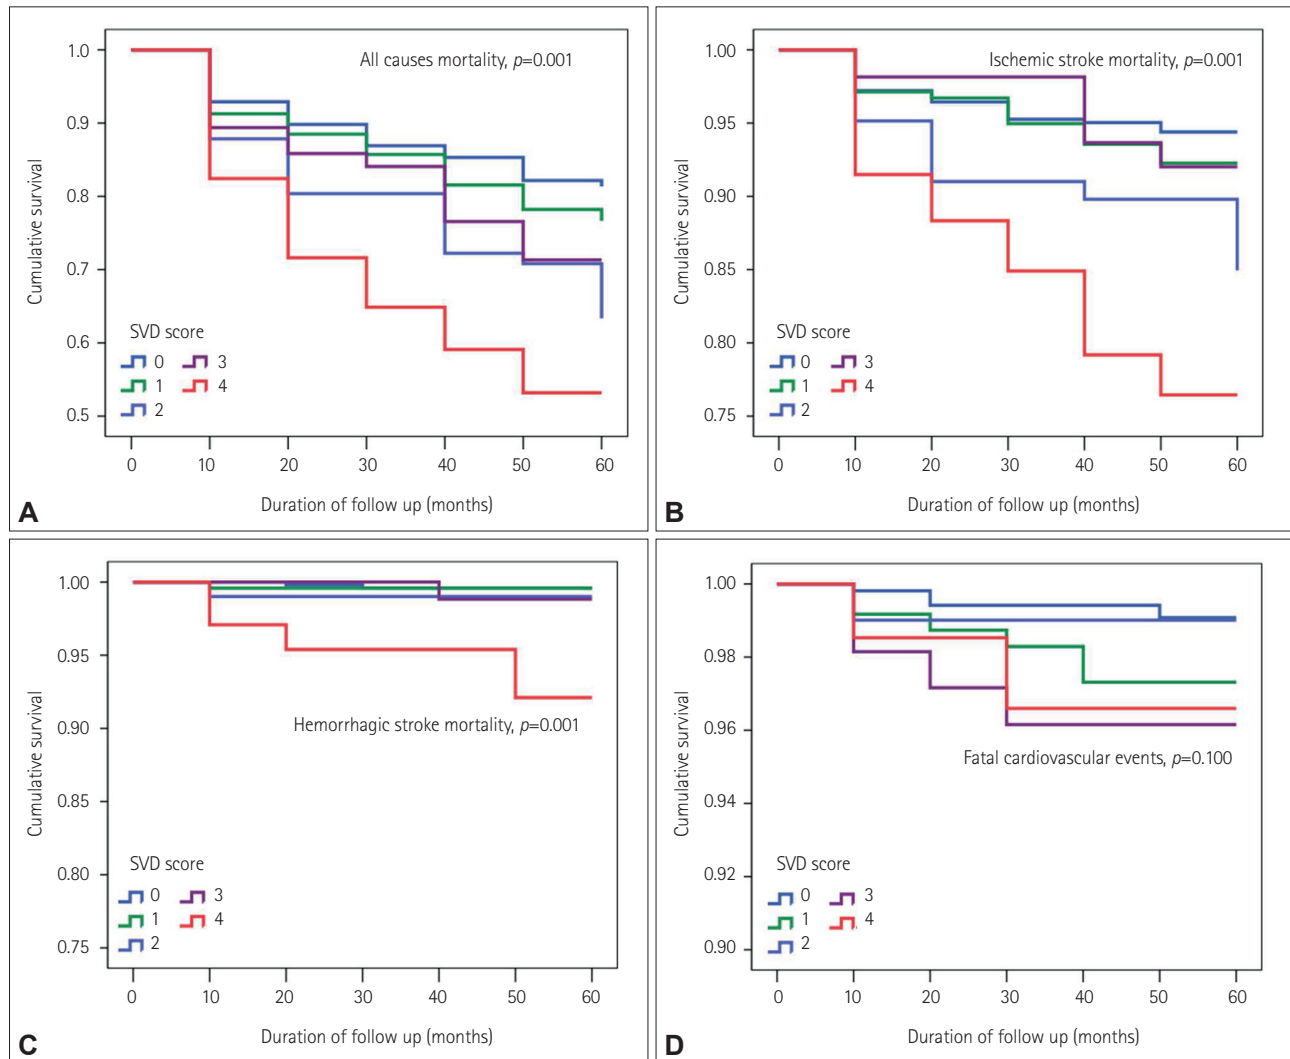 All causes mortality, p=0.001
Cumulative survival
1.0
0.9
0.8
0.7
0.6
0.5
SVD score
0 3
1 4
2
0 10 20 30 40 50 60
Duration of follow up (months)
A
Ischemic stroke mortality, p=0.001
Cumulative survival
1.00
0.95
0.90
0.85
0.80
0.75
SVD score
0 3
1 4
2
0 10 20 30 40 50 60
Duration of follow up (months)
B
Hemorrhagic stroke mortality, p=0.001
Cumulative survival
1.00
0.95
0.90
0.85
0.80
0.75
SVD score
0 3
1 4
2
0 10 20 30 40 50 60
Duration of follow up (months)
C
Fatal cardiovascular events, p=0.100
Cumulative survival
1.00
0.98
0.96
0.94
0.92
0.90
SVD score
0 3
1 4
2
0 10 20 30 40 50 60
Duration of follow up (months)
D